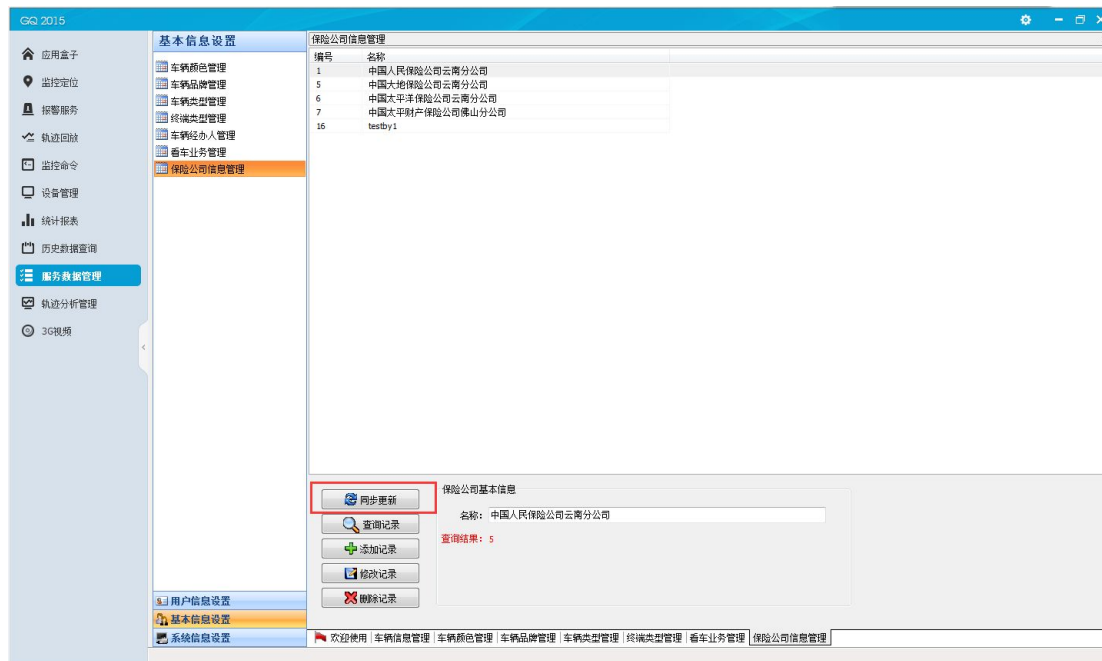 GQ 2015
应用盒子
监控定位
报警服务
轨迹回放
监控命令
设备管理
统计报表
历史数据查询
服务数据管理
轨迹分析管理
3G视频
基本信息设置
车辆颜色管理
车辆品牌管理
车辆类型管理
终端类型管理
车辆经办人管理
看车业务管理
保险公司信息管理
用户信息设置
基本信息设置
系统信息设置
保险公司信息管理
编号 名称
1 中国人民保险公司云南分公司
5 中国大地保险公司云南分公司
6 中国太平洋保险公司云南分公司
7 中国太平财产保险公司佛山分公司
16 testby1
同步更新
查询记录
添加记录
修改记录
删除记录
保险公司基本信息
名称: 中国人民保险公司云南分公司
查询结果: 5
欢迎使用 车辆信息管理 车辆颜色管理 车辆品牌管理 车辆类型管理 终端类型管理 看车业务管理 保险公司信息管理